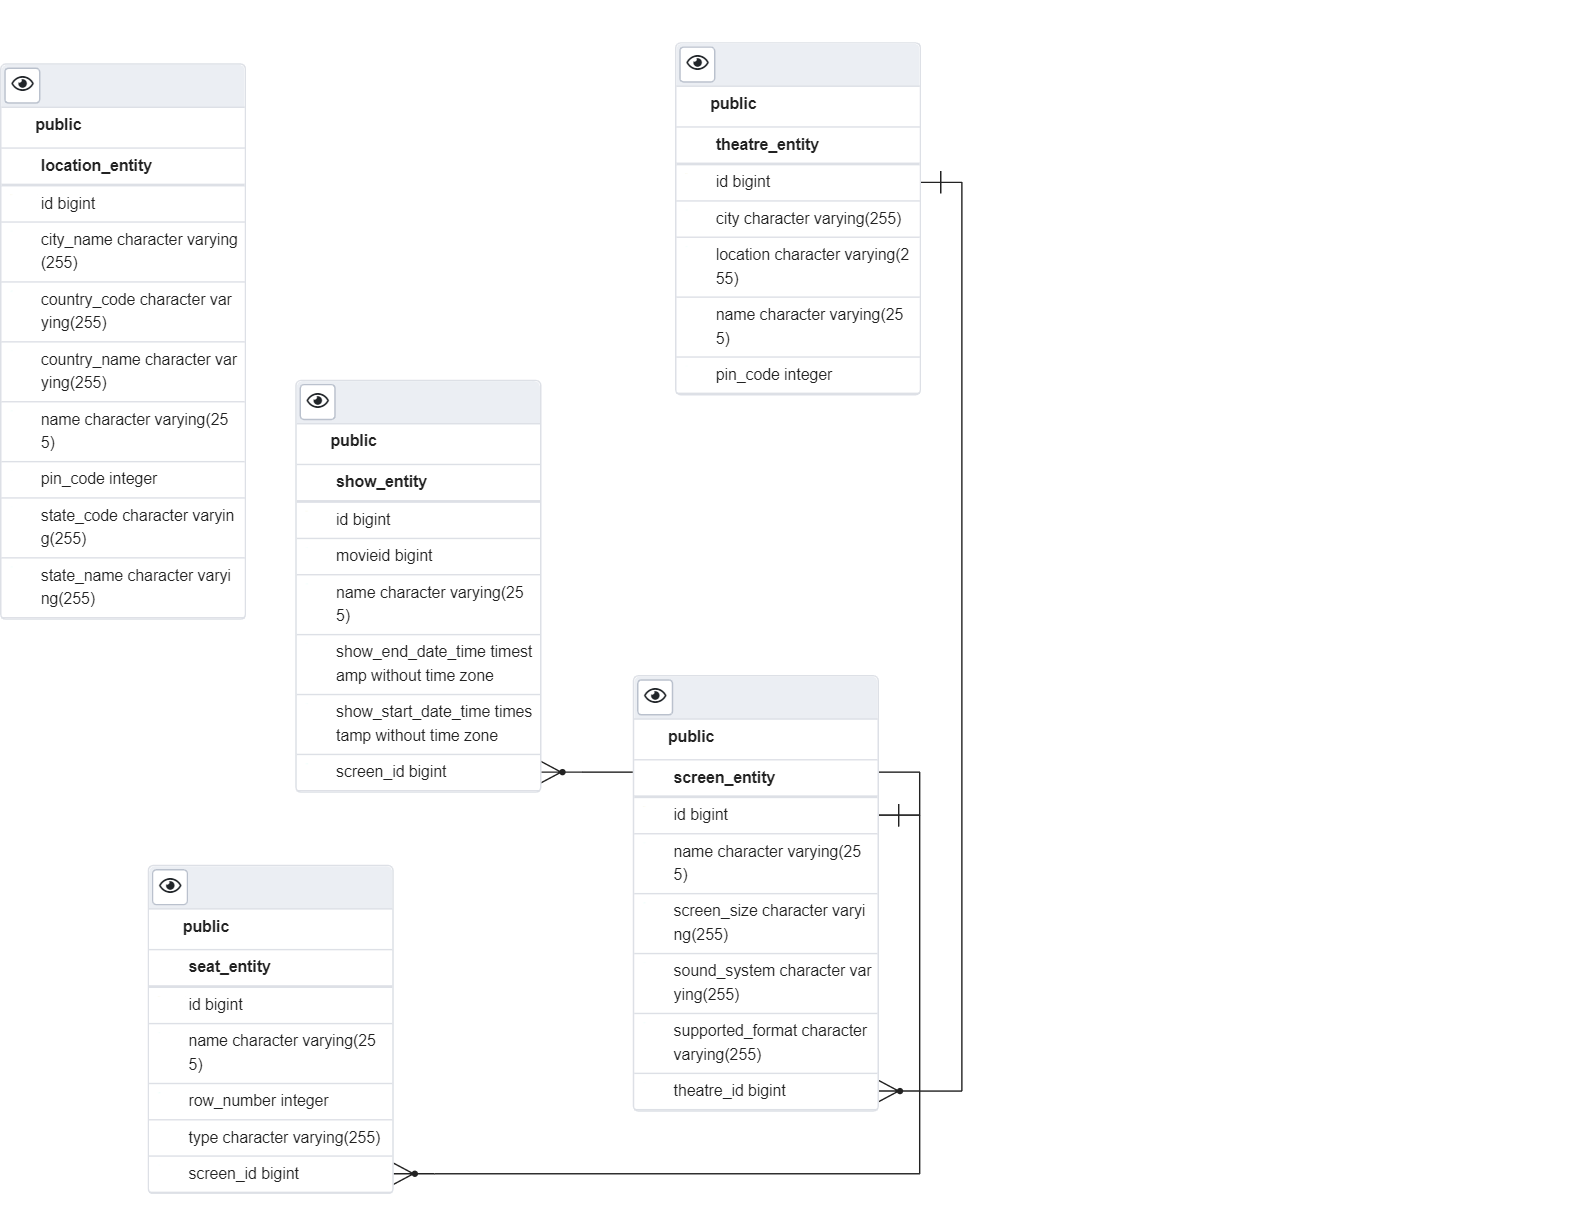 public
location_entity
id bigint
city_name character varying
(255)
country_code character var
ying(255)
country_name character var
ying(255)
name character varying(25
5)
pin_code integer
state_code character varyin
g(255)
state_name character varyi
ng(255)
public
theatre_entity
id bigint
city character varying(255)
location character varying(2
55)
name character varying(25
5)
pin_code integer
public
show_entity
id bigint
movieid bigint
name character varying(25
5)
show_end_date_time timest
amp without time zone
show_start_date_time times
tamp without time zone
screen_id bigint
public
screen_entity
id bigint
name character varying(25
5)
screen_size character varyi
ng(255)
sound_system character var
ying(255)
supported_format character
varying(255)
theatre_id bigint
public
seat_entity
id bigint
name character varying(25
5)
row_number integer
type character varying(255)
screen_id bigint